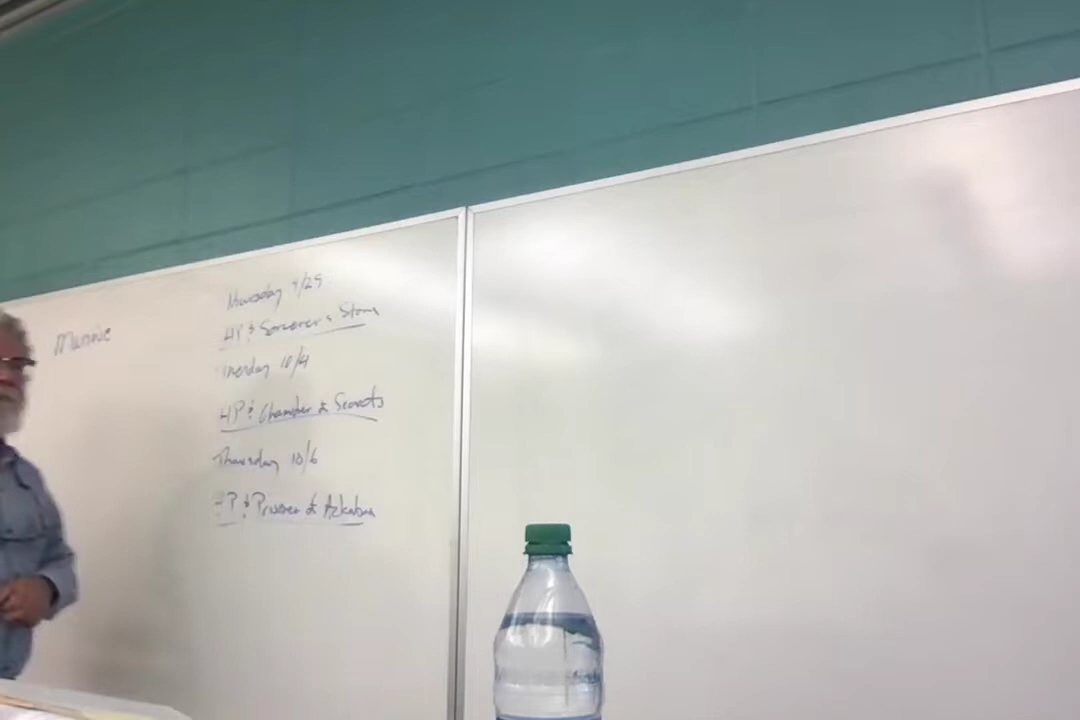 Thursday 9/29
HP & Sorcerer's Stone
Tuesday 10/4
HP & Chamber of Secrets
Thursday 10/6
HP & Prisoner of Azkaban